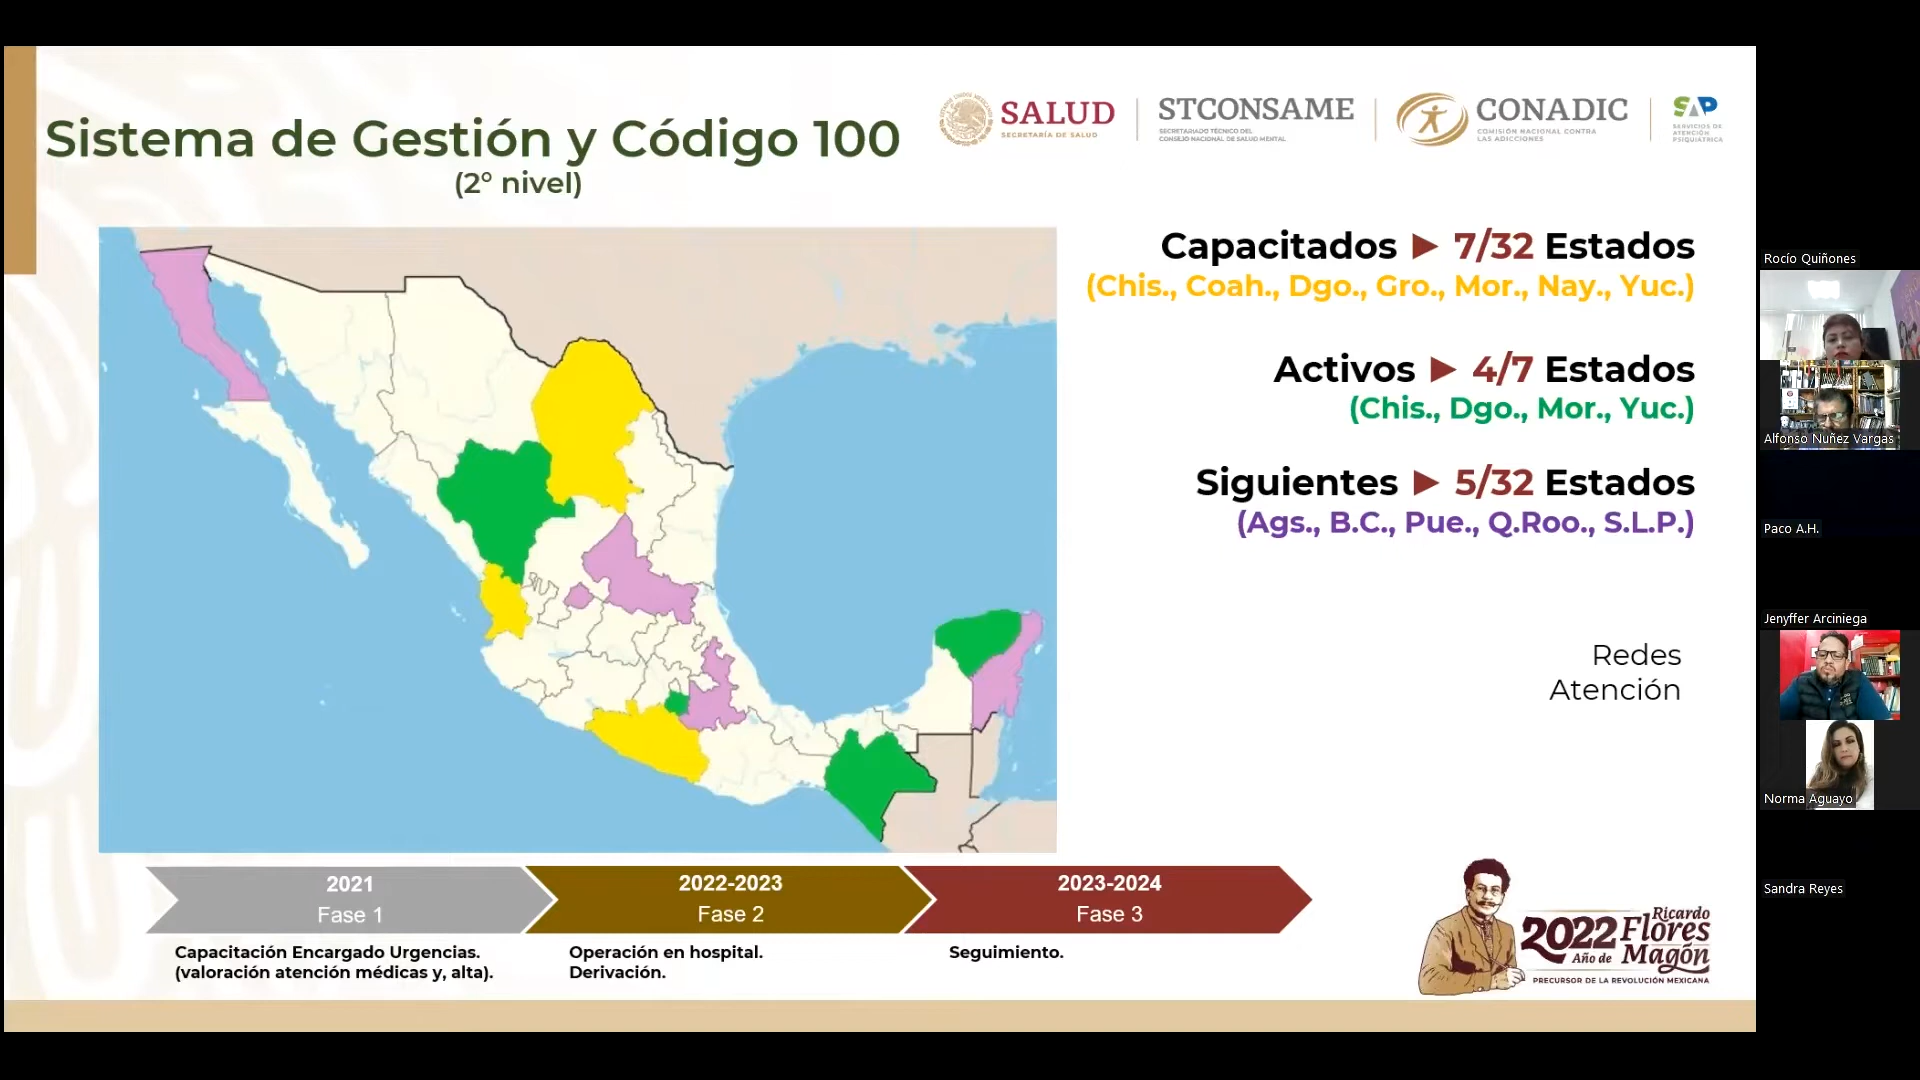 Sistema de Gestión y Código 100
(2° nivel)
SALUD
SECRETARÍA DE SALUD
STCONSAME
SECRETARIADO TÉCNICO DEL
CONSEJO NACIONAL DE SALUD MENTAL
CONADIC
COMISIÓN NACIONAL CONTRA
LAS ADICCIONES
SAP
SERVICIOS DE
ATENCIÓN
PSIQUIÁTRICA
Capacitados ► 7/32 Estados
(Chis., Coah., Dgo., Gro., Mor., Nay., Yuc.)
Activos ► 4/7 Estados
(Chis., Dgo., Mor., Yuc.)
Siguientes ► 5/32 Estados
(Ags., B.C., Pue., Q.Roo., S.L.P.)
Redes
Atención
2021
Fase 1
2022-2023
Fase 2
2023-2024
Fase 3
Capacitación Encargado Urgencias.
(valoración atención médicas y, alta).
Operación en hospital.
Derivación.
Seguimiento.
2022 Ricardo
Flores
Año de Magón
PRECURSOR DE LA REVOLUCIÓN MEXICANA
Rocío Quiñones
Alfonso Nuñez Vargas
Paco A.H.
Jenyffer Arciniega
Norma Aguayo
Sandra Reyes